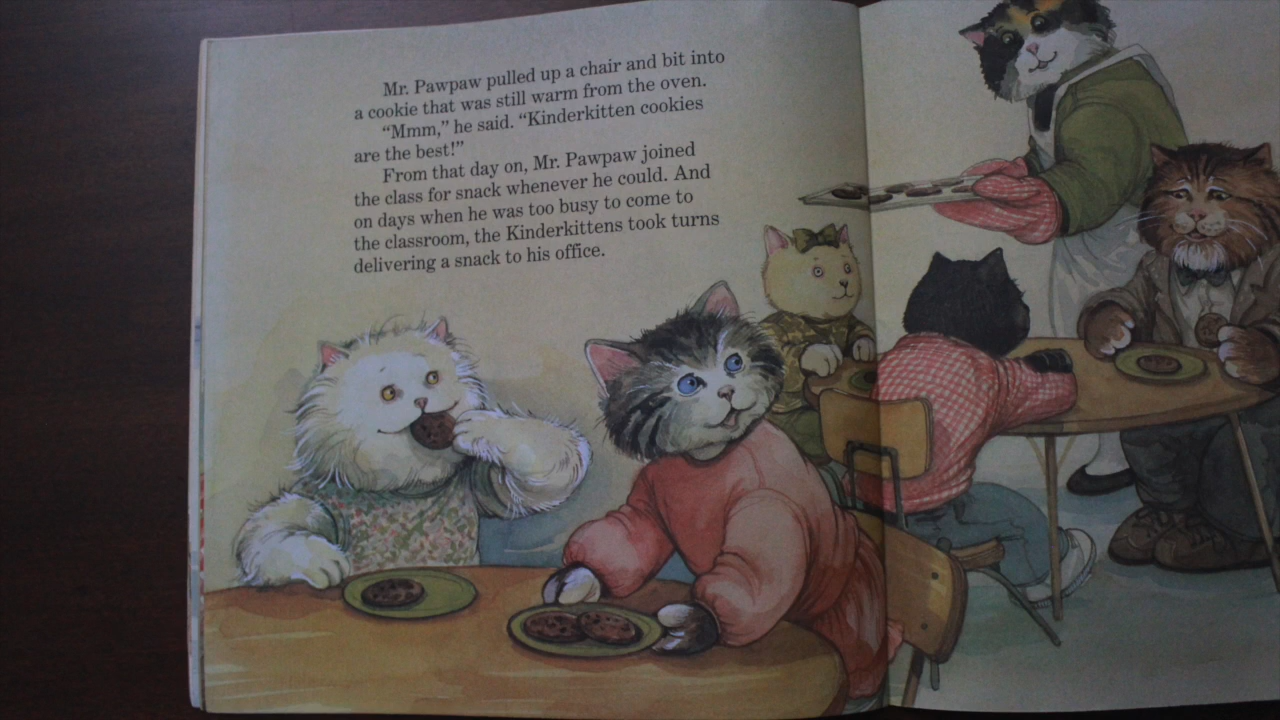 Mr. Pawpaw pulled up a chair and bit into
a cookie that was still warm from the oven.
“Mmm,” he said. “Kinderkitten cookies
are the best!”
From that day on, Mr. Pawpaw joined
the class for snack whenever he could. And
on days when he was too busy to come to
the classroom, the Kinderkittens took turns
delivering a snack to his office.